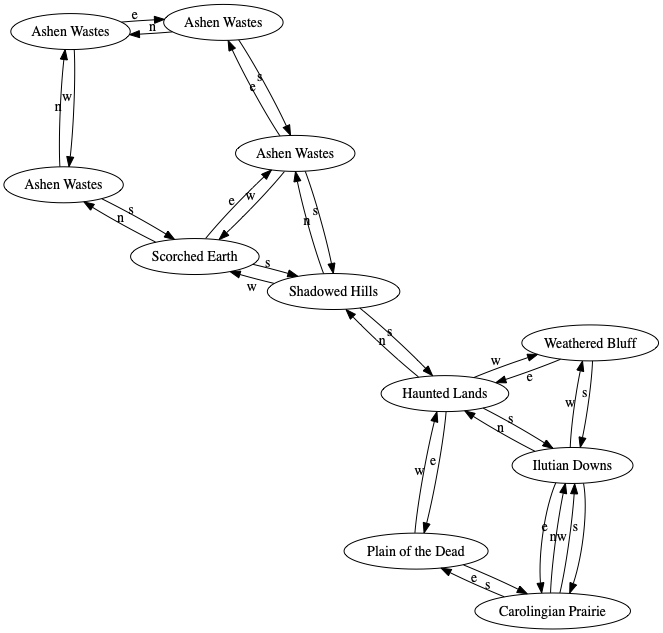 e
Ashen Wastes
Ashen Wastes
n
s
e
w
n
Ashen Wastes
Ashen Wastes
e
w
s
n
s
n
Scorched Earth
s
w
Shadowed Hills
s
n
Weathered Bluff
w
e
Haunted Lands
s
w
s
n
w
e
Ilutian Downs
e
n
w
s
Plain of the Dead
e
s
Carolingian Prairie